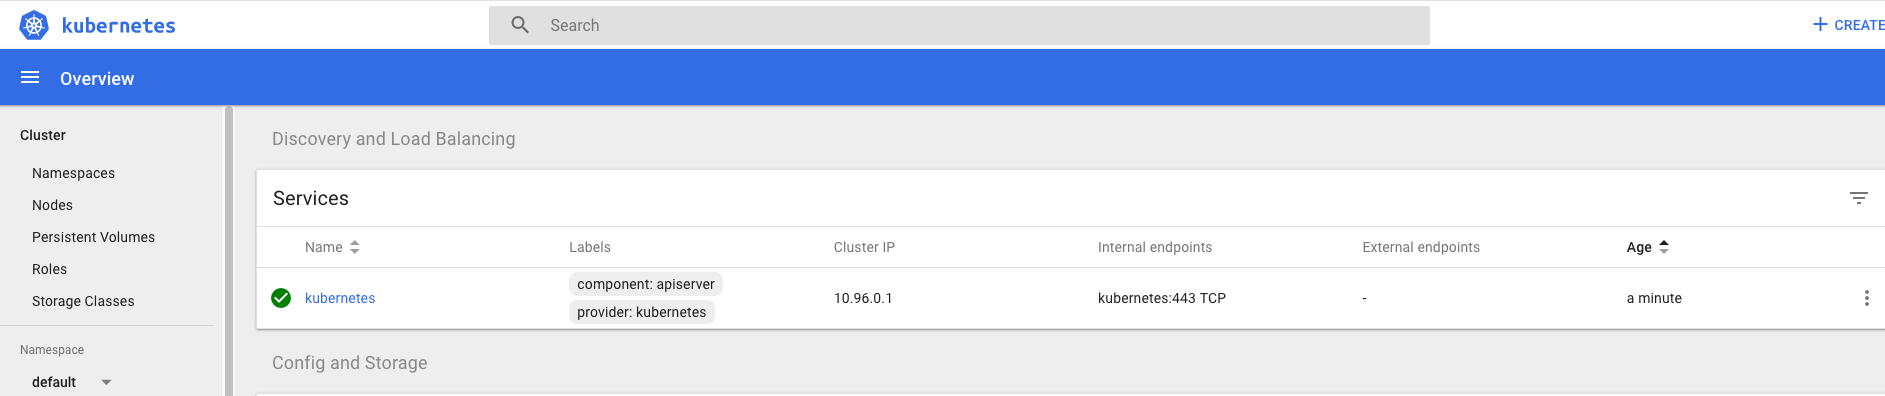 kubernetes
Search
CREATE
Overview
Cluster
Namespaces
Nodes
Persistent Volumes
Roles
Storage Classes
Namespace
default
Discovery and Load Balancing
Services
Name Labels Cluster IP Internal endpoints External endpoints Age
kubernetes component: apiserver 10.96.0.1 kubernetes:443 TCP - a minute
provider: kubernetes
Config and Storage